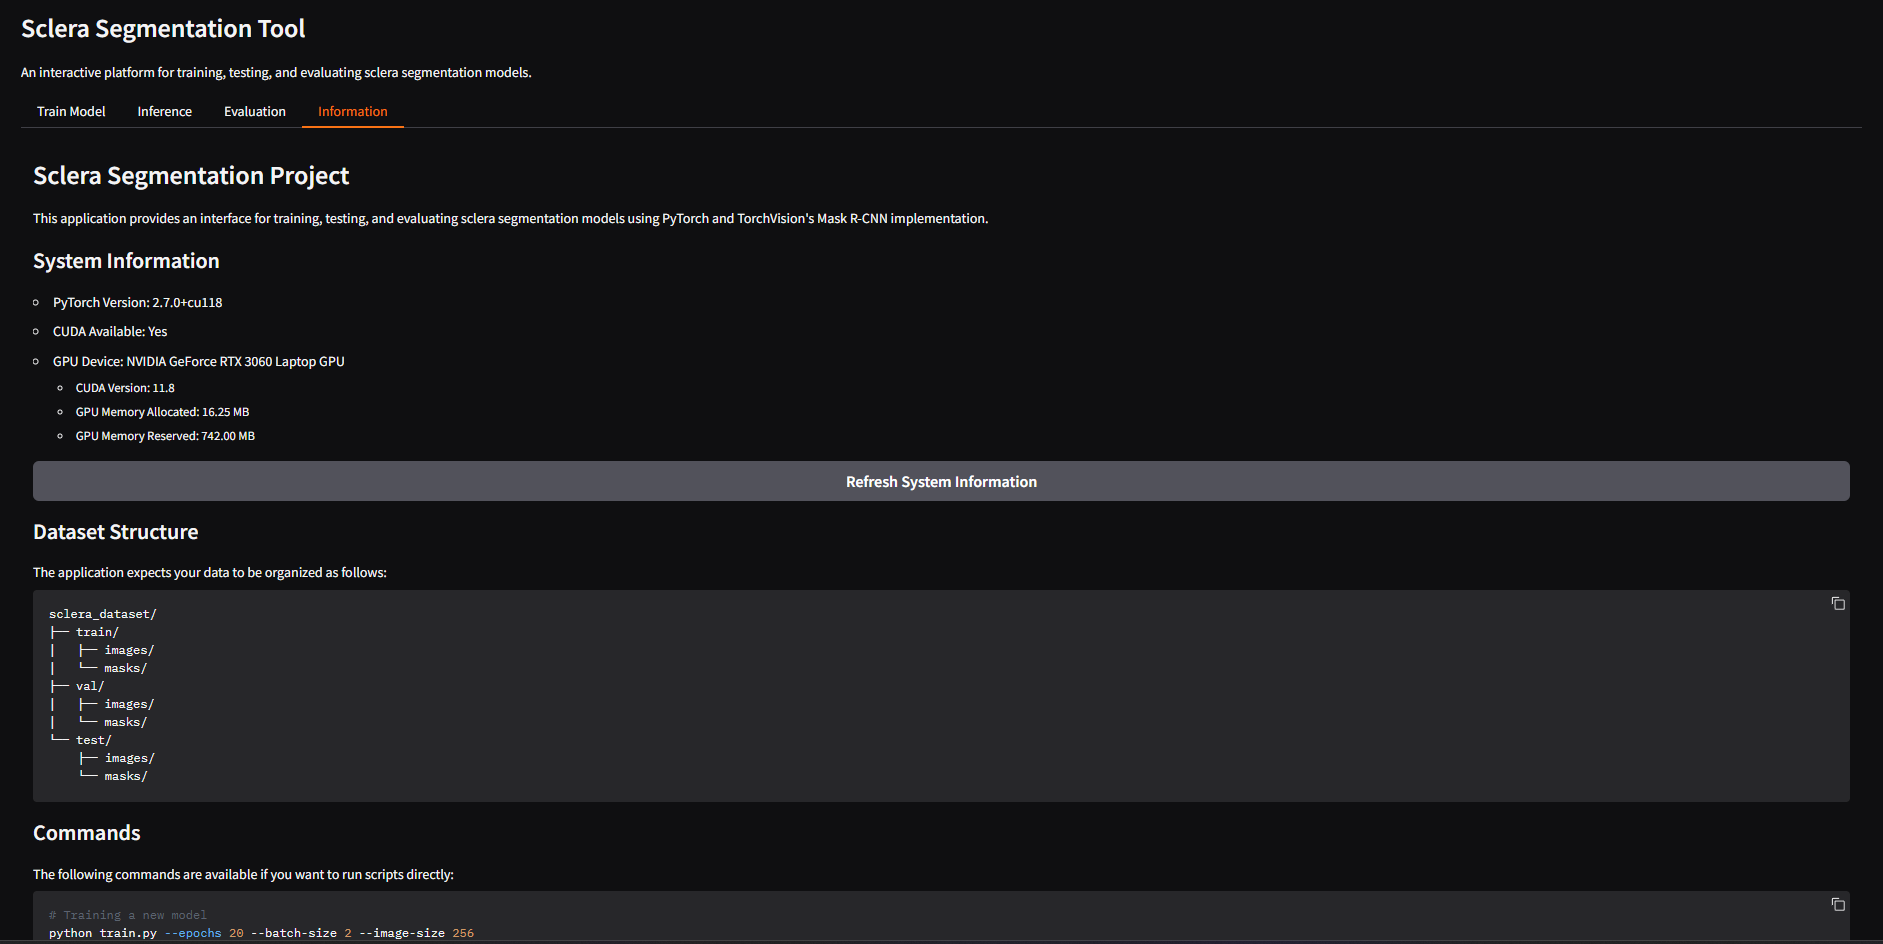 Sclera Segmentation Tool
An interactive platform for training, testing, and evaluating sclera segmentation models.
Train Model Inference Evaluation Information
Sclera Segmentation Project
This application provides an interface for training, testing, and evaluating sclera segmentation models using PyTorch and TorchVision's Mask R-CNN implementation.
System Information
PyTorch Version: 2.7.0+cu118
CUDA Available: Yes
GPU Device: NVIDIA GeForce RTX 3060 Laptop GPU
CUDA Version: 11.8
GPU Memory Allocated: 16.25 MB
GPU Memory Reserved: 742.00 MB
Refresh System Information
Dataset Structure
The application expects your data to be organized as follows:
sclera_dataset/
├── train/
│   ├── images/
│   └── masks/
├── val/
│   ├── images/
│   └── masks/
└── test/
    ├── images/
    └── masks/
Commands
The following commands are available if you want to run scripts directly:
# Training a new model
python train.py --epochs 20 --batch-size 2 --image-size 256